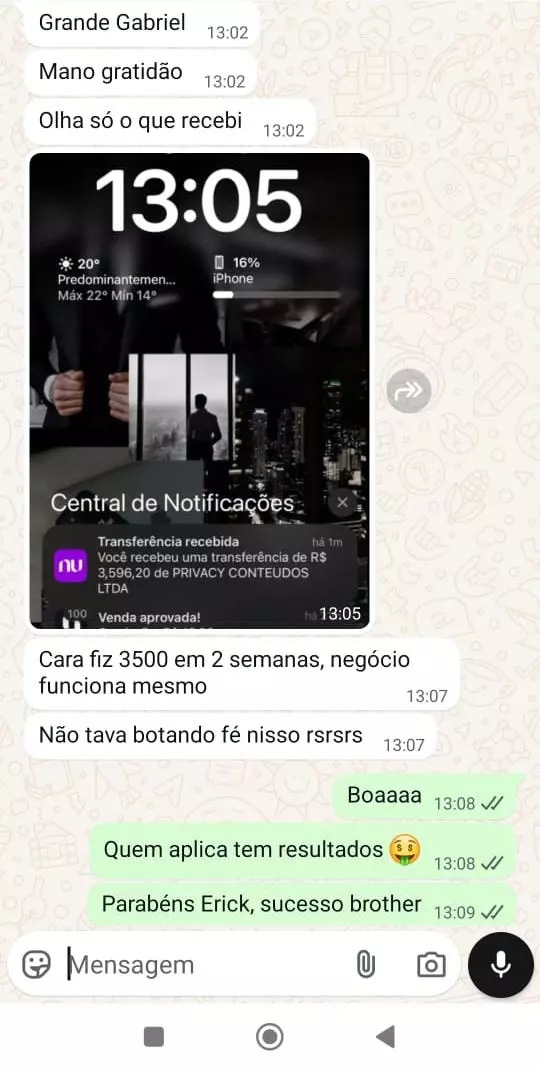 Grande Gabriel 13:02
Mano gratidão 13:02
Olha só o que recebi 13:02
13:05
20° 16%
Predominantemen... iPhone
Máx 22° Mín 14°
Central de Notificações
Transferência recebida há 1m
Você recebeu uma transferência de R$
3,596,20 de PRIVACY CONTEUDOS
LTDA
nu
100 Venda aprovada! há 13:05
Cara fiz 3500 em 2 semanas, negócio
funciona mesmo 13:07
Não tava botando fé nisso rsrsrs 13:07
Boaaaa 13:08
Quem aplica tem resultados 🤑 13:08
Parabéns Erick, sucesso brother 13:09
Mensagem